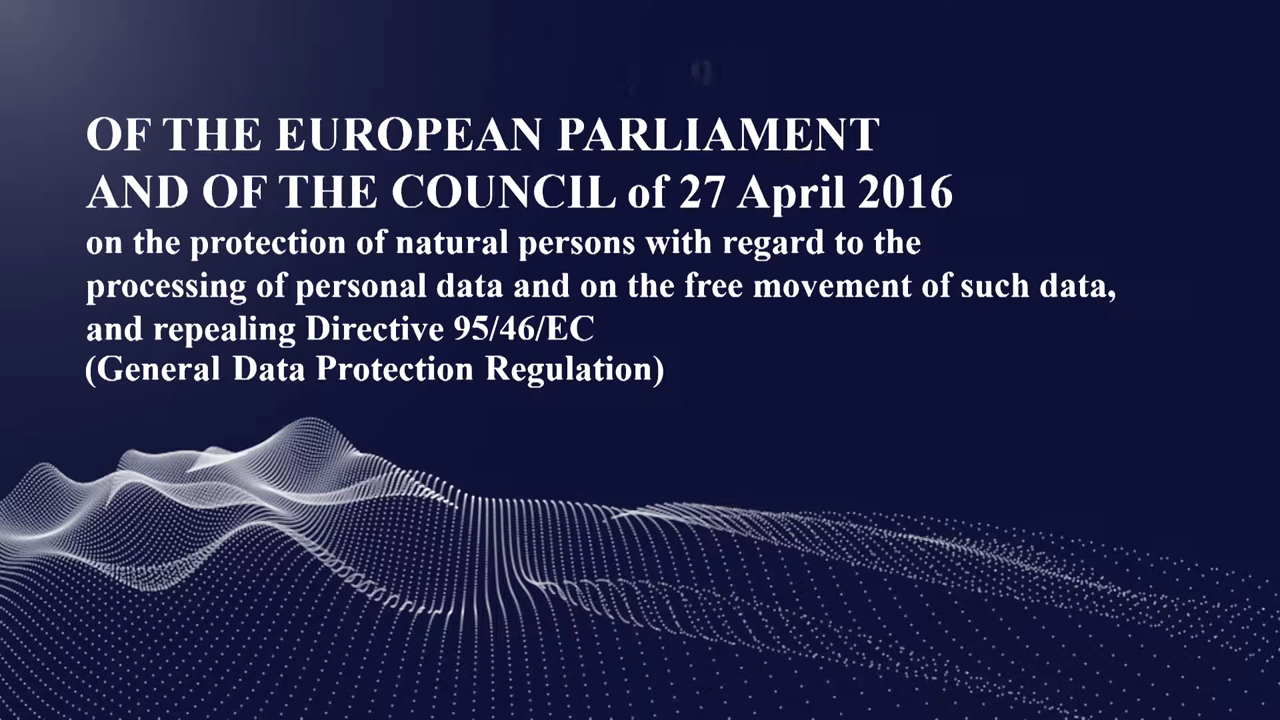 OF THE EUROPEAN PARLIAMENT
AND OF THE COUNCIL of 27 April 2016
on the protection of natural persons with regard to the
processing of personal data and on the free movement of such data,
and repealing Directive 95/46/EC
(General Data Protection Regulation)